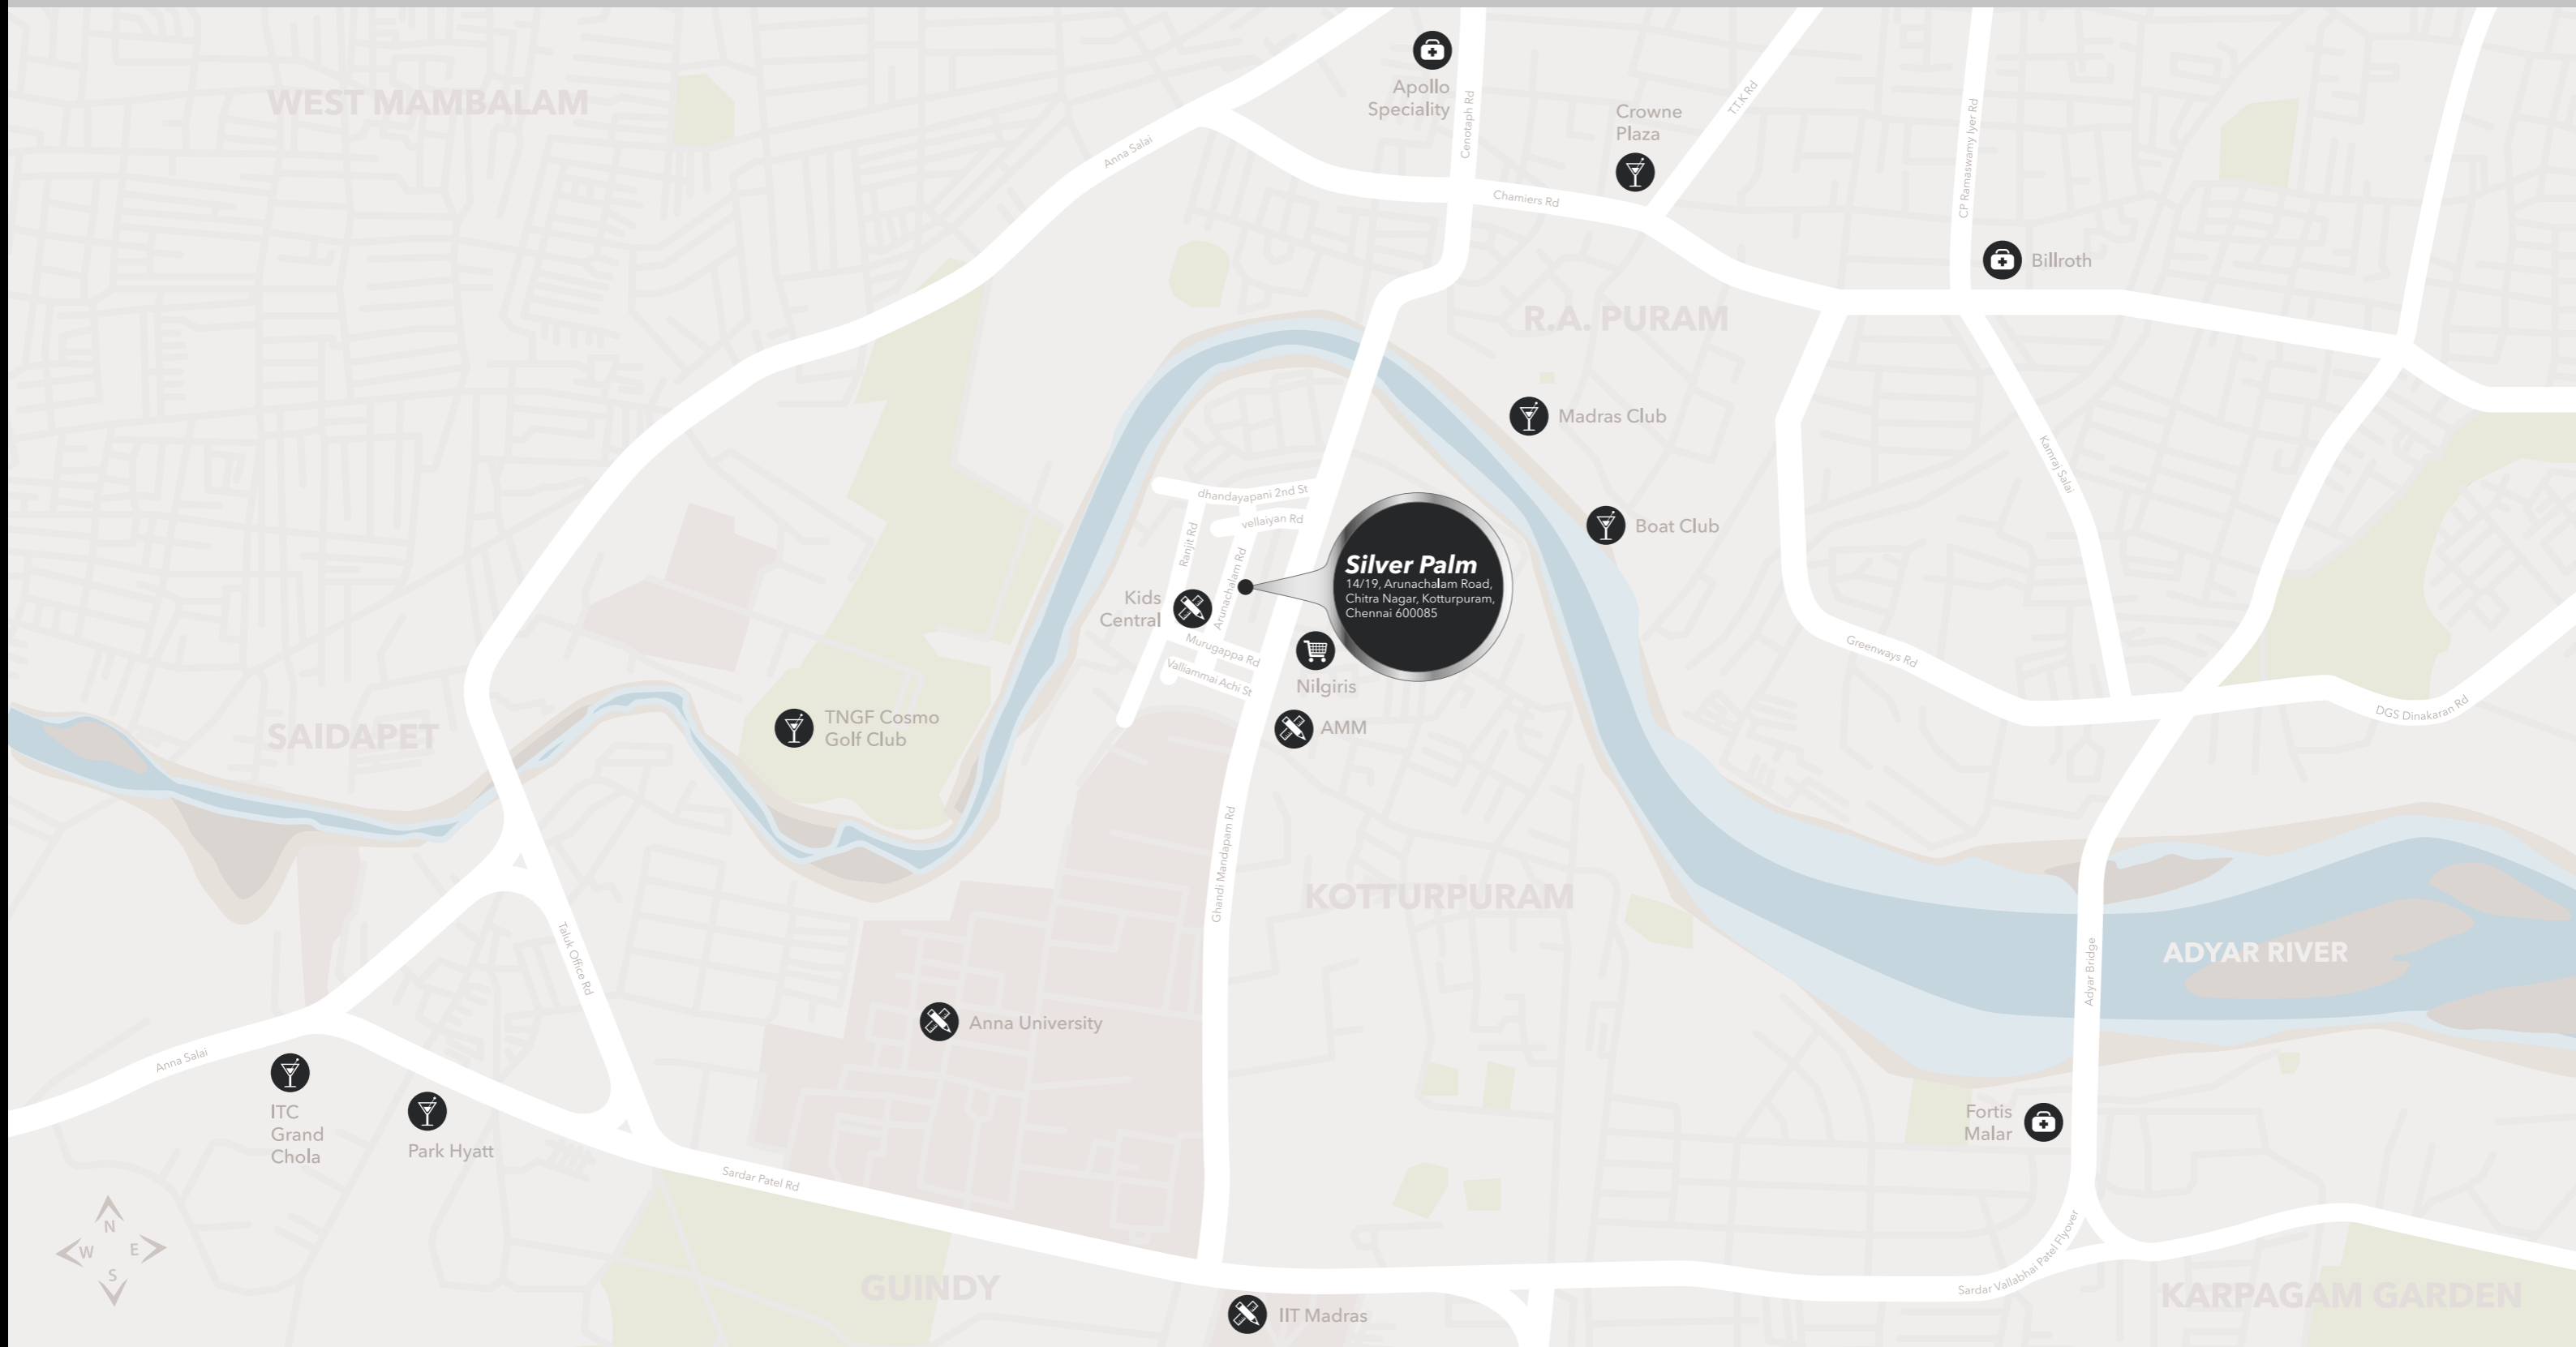 Apollo
Speciality
Cenotaph Rd
T.T.K Rd
Crowne
Plaza
WEST MAMBALAM
CP Ramaswamy Iyer Rd
Anna Salai
Chamiers Rd
Billroth
R.A. PURAM
Madras Club
Kamraj Salai
dhandayapani 2nd St
vellaiyan Rd
Boat Club
Ranjit Rd
Arunachalam Rd
Silver Palm
14/19, Arunachalam Road,
Chitra Nagar, Kotturpuram,
Chennai 600085
Kids
Central
Murugappa Rd
Valliammai Achi St
Greenways Rd
Nilgiris
DGS Dinakaran Rd
TNGF Cosmo
Golf Club
AMM
SAIDAPET
Ghandi Mandapam Rd
KOTTURPURAM
Taluk Office Rd
ADYAR RIVER
Adyar Bridge
Anna University
Anna Salai
ITC
Grand
Chola
Park Hyatt
Fortis
Malar
Sardar Patel Rd
N
W
E
S
Sardar Vallabhai Patel Flyover
GUINDY
KARPAGAM GARDEN
IIT Madras